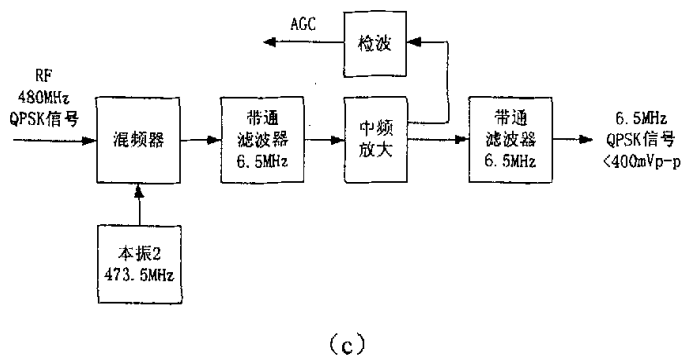 AGC
检波
RF
480MHz
QPSK信号
混频器
带通
滤波器
6.5MHz
中频
放大
带通
滤波器
6.5MHz
6.5MHz
QPSK信号
<400mVp-p
本振2
473.5MHz
(c)